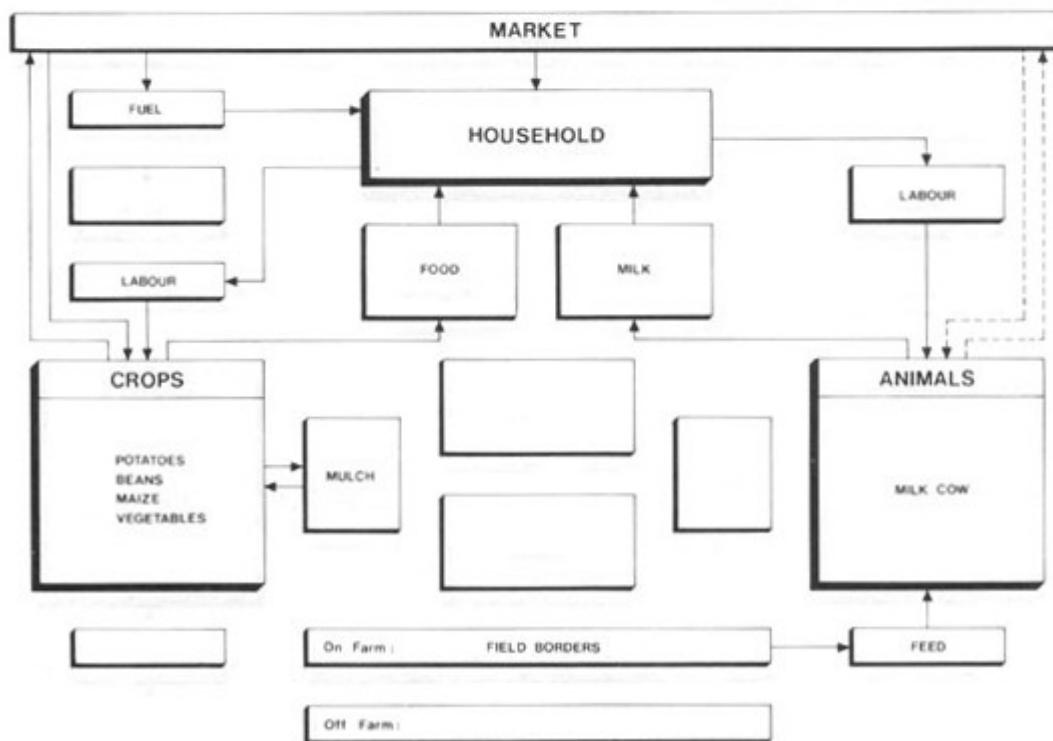 MARKET
FUEL
HOUSEHOLD
LABOUR
FOOD
MILK
LABOUR
CROPS
ANIMALS
POTATOES
BEANS
MAIZE
VEGETABLES
MULCH
MILK COW
On Farm: FIELD BORDERS
FEED
Off Farm: